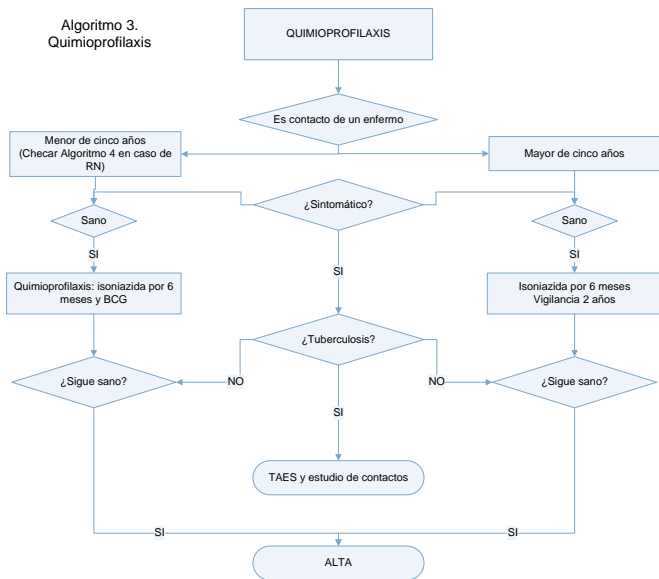 Algoritmo 3.
Quimioprofilaxis
QUIMIOPROFILAXIS
Es contacto de un enfermo
Menor de cinco años
(Checar Algoritmo 4 en caso de
RN)
Mayor de cinco años
Sano
¿Sintomático?
Sano
SI
SI
SI
Quimioprofilaxis: isoniazida por 6
meses y BCG
Isoniazida por 6 meses
Vigilancia 2 años
¿Tuberculosis?
¿Sigue sano?
NO
NO
¿Sigue sano?
SI
TAES y estudio de contactos
SI
SI
ALTA